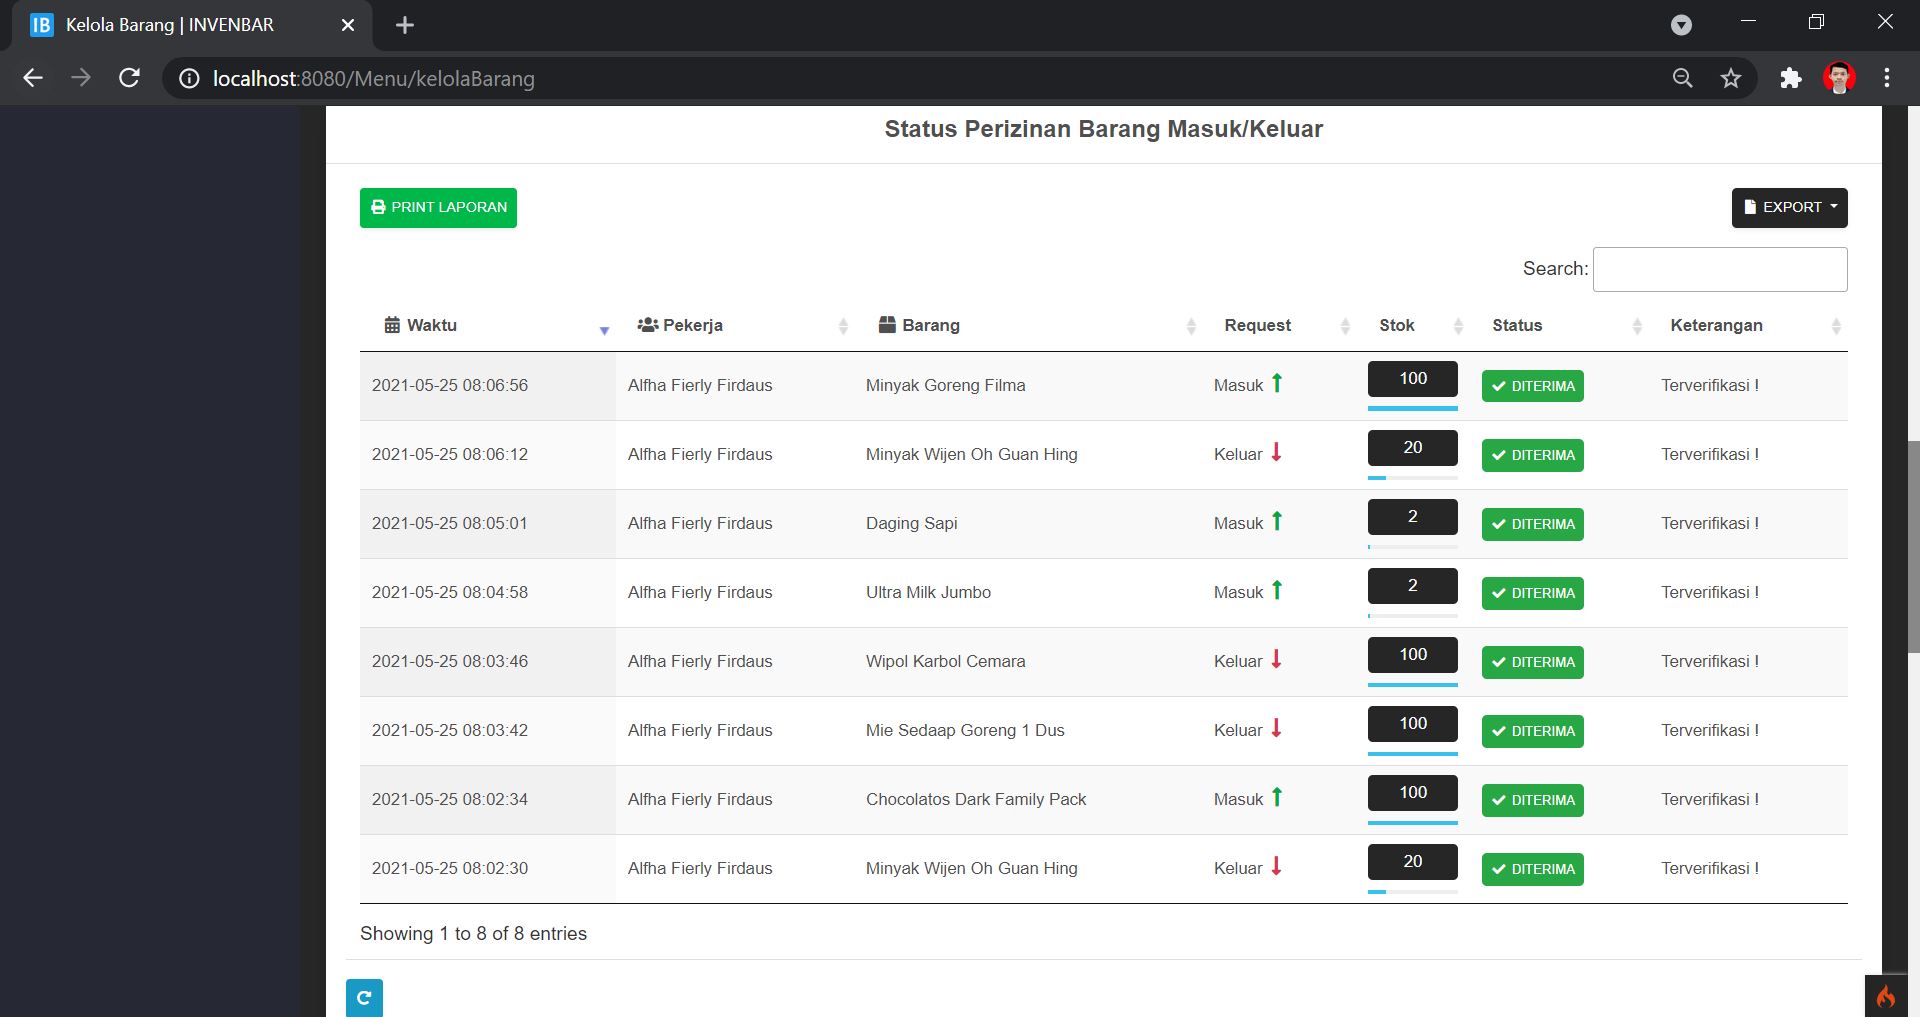 IB Kelola Barang | INVENBAR
localhost:8080/Menu/kelolaBarang
Status Perizinan Barang Masuk/Keluar
PRINT LAPORAN EXPORT
Search:
Waktu Pekerja Barang Request Stok Status Keterangan
2021-05-25 08:06:56 Alfha Fierly Firdaus Minyak Goreng Filma Masuk 100 DITERIMA Terverifikasi !
2021-05-25 08:06:12 Alfha Fierly Firdaus Minyak Wijen Oh Guan Hing Keluar 20 DITERIMA Terverifikasi !
2021-05-25 08:05:01 Alfha Fierly Firdaus Daging Sapi Masuk 2 DITERIMA Terverifikasi !
2021-05-25 08:04:58 Alfha Fierly Firdaus Ultra Milk Jumbo Masuk 2 DITERIMA Terverifikasi !
2021-05-25 08:03:46 Alfha Fierly Firdaus Wipol Karbol Cemara Keluar 100 DITERIMA Terverifikasi !
2021-05-25 08:03:42 Alfha Fierly Firdaus Mie Sedaap Goreng 1 Dus Keluar 100 DITERIMA Terverifikasi !
2021-05-25 08:02:34 Alfha Fierly Firdaus Chocolatos Dark Family Pack Masuk 100 DITERIMA Terverifikasi !
2021-05-25 08:02:30 Alfha Fierly Firdaus Minyak Wijen Oh Guan Hing Keluar 20 DITERIMA Terverifikasi !
Showing 1 to 8 of 8 entries